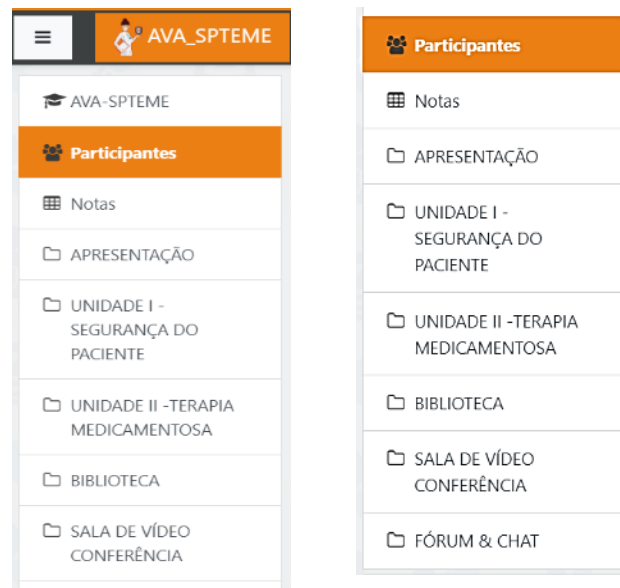 AVA_SPTEME
AVA-SPTEME
Participantes
Notas
APRESENTAÇÃO
UNIDADE I -
SEGURANÇA DO
PACIENTE
UNIDADE II -TERAPIA
MEDICAMENTOSA
BIBLIOTECA
SALA DE VÍDEO
CONFERÊNCIA
Participantes
Notas
APRESENTAÇÃO
UNIDADE I -
SEGURANÇA DO
PACIENTE
UNIDADE II -TERAPIA
MEDICAMENTOSA
BIBLIOTECA
SALA DE VÍDEO
CONFERÊNCIA
FÓRUM & CHAT